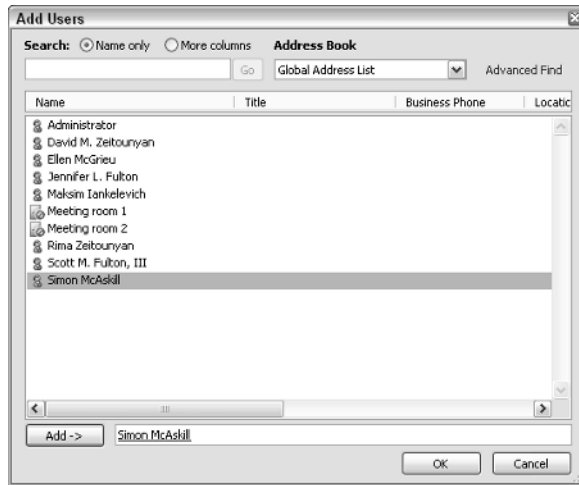 Add Users
Search: Name only More columns Address Book
Go Global Address List Advanced Find
Name Title Business Phone Locatic
Administrator
David M. Zeitounyan
Ellen McGrieu
Jennifer L. Fulton
Maksim Iankelevich
Meeting room 1
Meeting room 2
Rima Zeitounyan
Scott M. Fulton, III
Simon McAskill
Add -> Simon McAskill
OK Cancel